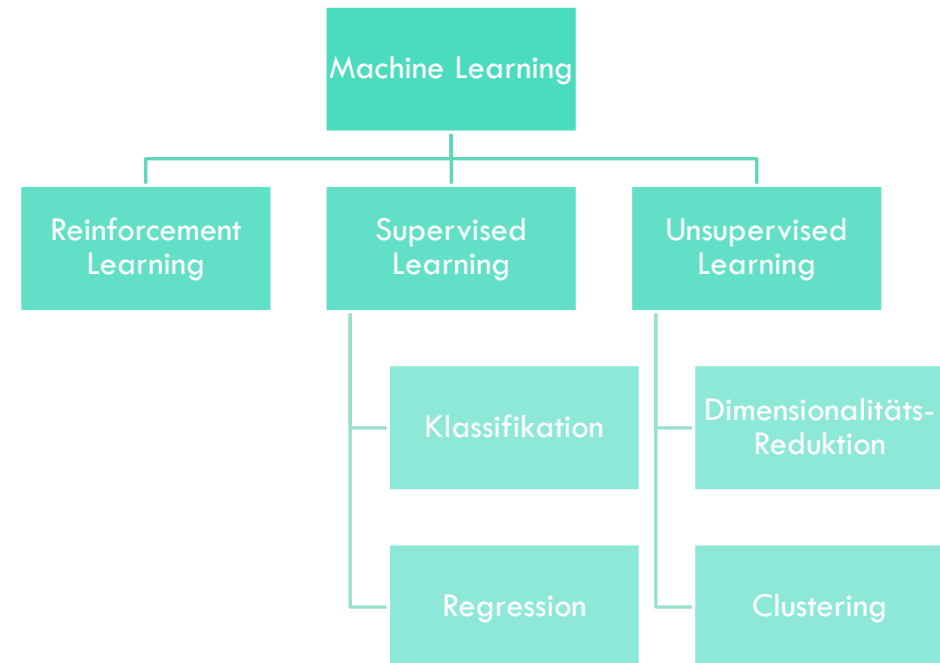 Machine Learning
Reinforcement
Learning
Supervised
Learning
Unsupervised
Learning
Klassifikation
Dimensionalitäts-
Reduktion
Regression
Clustering